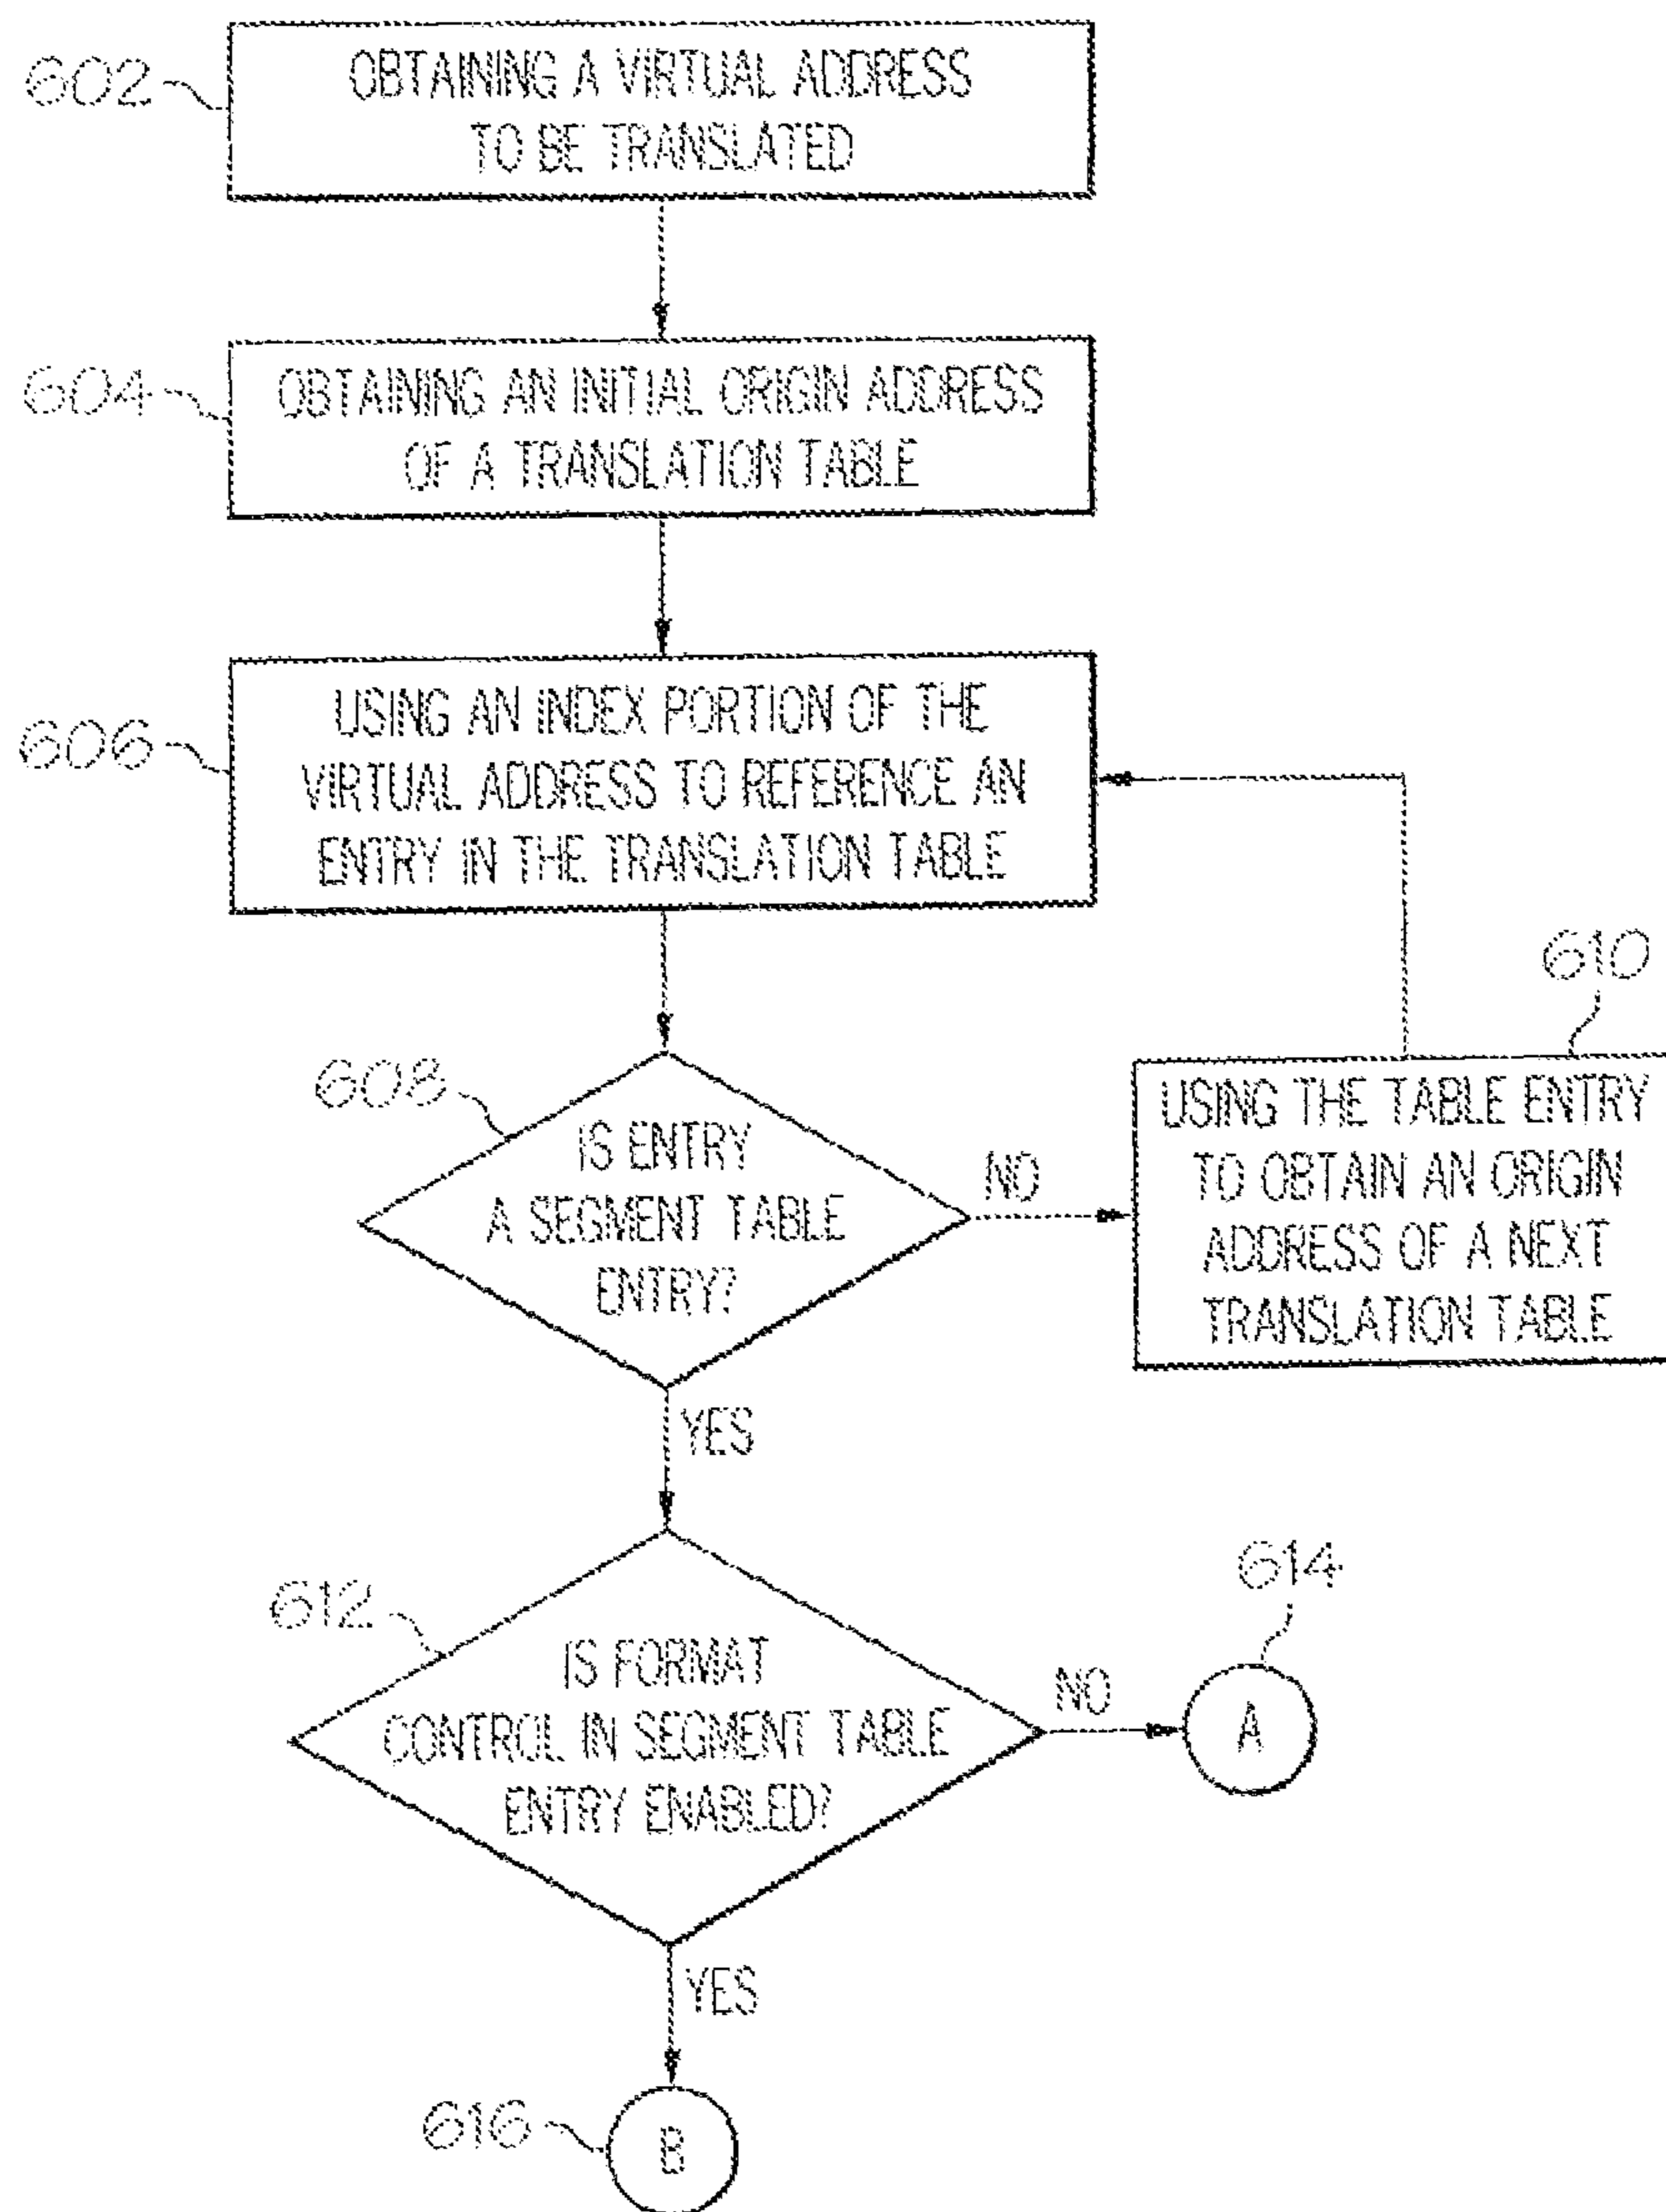 602
OBTAINING A VIRTUAL ADDRESS
TO BE TRANSLATED
604
OBTAINING AN INITIAL ORIGIN ADDRESS
OF A TRANSLATION TABLE
606
USING AN INDEX PORTION OF THE
VIRTUAL ADDRESS TO REFERENCE AN
ENTRY IN THE TRANSLATION TABLE
608
IS ENTRY
A SEGMENT TABLE
ENTRY?
NO
610
USING THE TABLE ENTRY
TO OBTAIN AN ORIGIN
ADDRESS OF A NEXT
TRANSLATION TABLE
YES
612
IS FORMAT
CONTROL IN SEGMENT TABLE
ENTRY ENABLED?
NO
614
A
YES
616
B